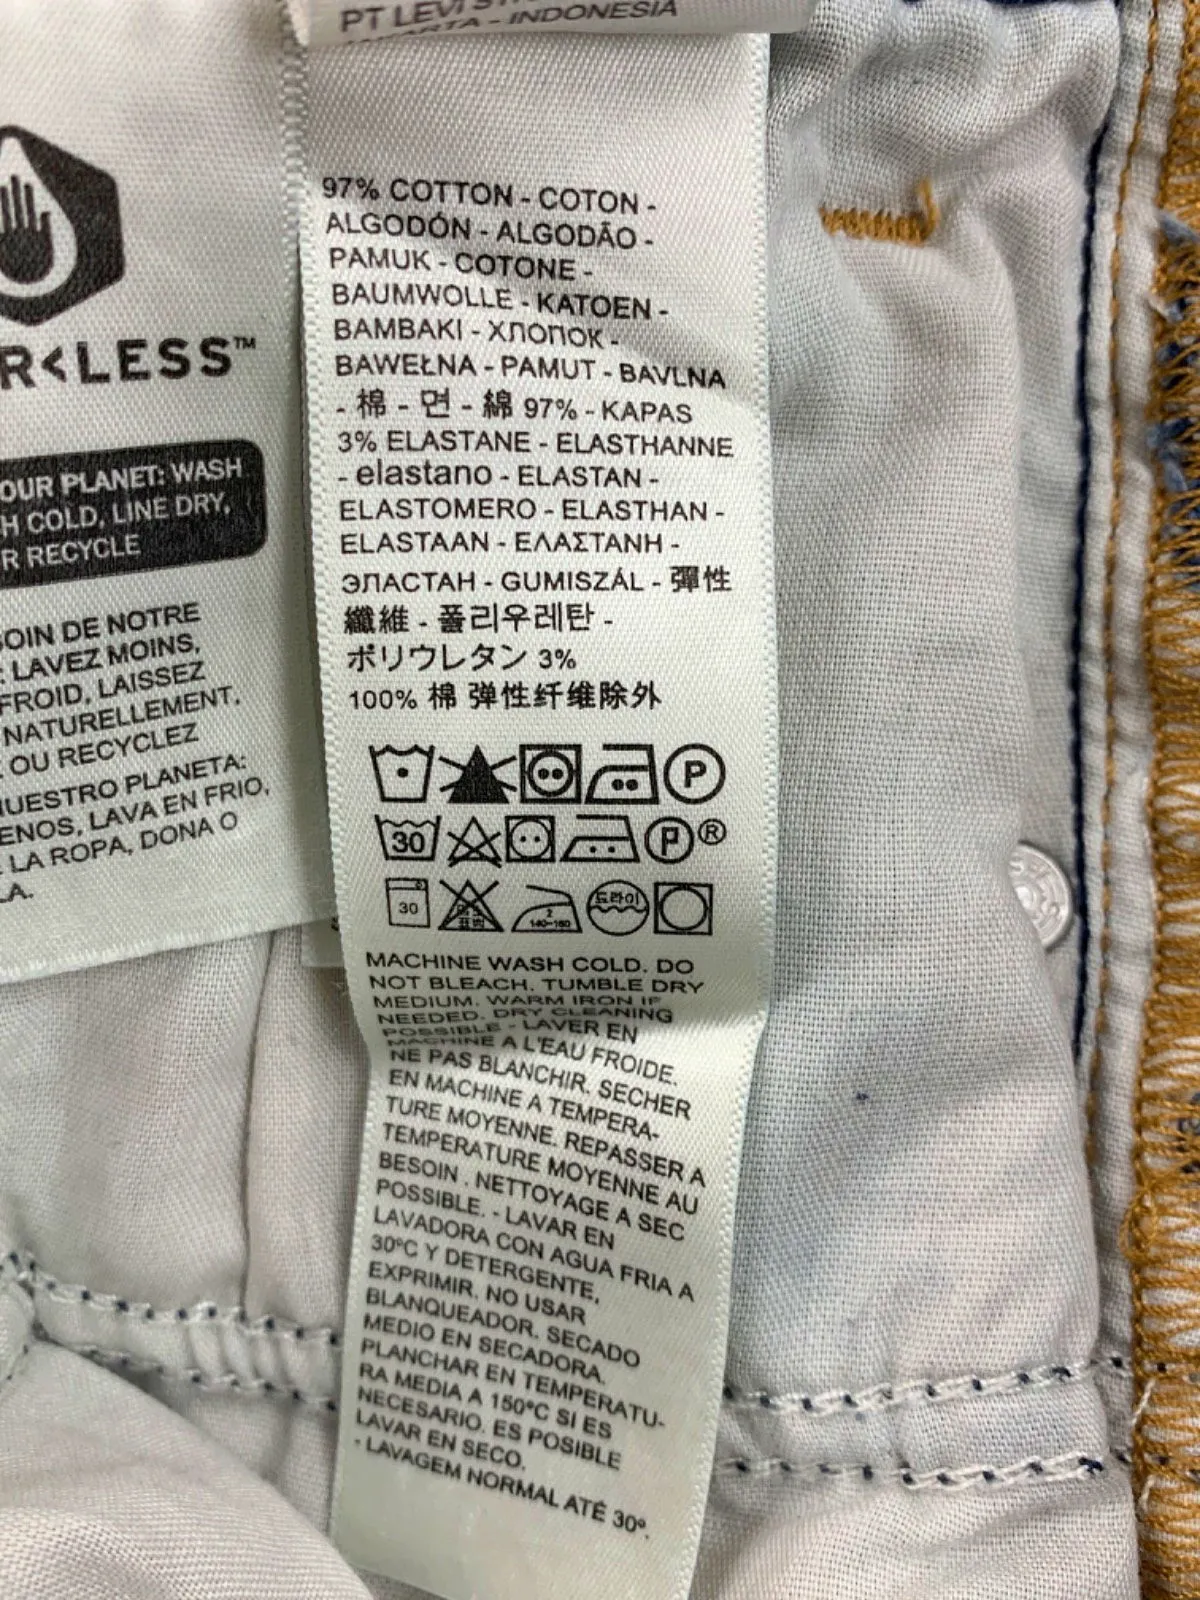 PT LEVI
INDONESIA
R<LESS™
OUR PLANET: WASH
COLD, LINE DRY,
RECYCLE
SOIN DE NOTRE
: LAVEZ MOINS,
FROID, LAISSEZ
NATURELLEMENT,
OU RECYCLEZ
NUESTRO PLANETA:
LAVA EN FRIO,
LA ROPA, DONA O
97% COTTON - COTON -
ALGODÓN - ALGODÃO -
PAMUK - COTONE -
BAUMWOLLE - KATOEN -
BAMBAKI - ХЛОПОК -
BAWEŁNA - PAMUT - BAVLNA
- 棉 - 면 - 綿 97% - KAPAS
3% ELASTANE - ELASTHANNE
- elastano - ELASTAN -
ELASTOMERO - ELASTHAN -
ELASTAAN - ΕΛΑΣΤΑΝΗ -
ЭЛАСТАН - GUMISZÁL - 彈性
纖維 - 폴리우레탄 -
ポリウレタン 3%
100% 棉 弹性纤维除外
P
30 P ®
30 표백 2 140~160 드라이
MACHINE WASH COLD. DO
NOT BLEACH. TUMBLE DRY
MEDIUM. WARM IRON IF
NEEDED. DRY CLEANING
POSSIBLE - LAVER EN
MACHINE A L'EAU FROIDE.
NE PAS BLANCHIR. SECHER
EN MACHINE A TEMPERA-
TURE MOYENNE. REPASSER A
TEMPERATURE MOYENNE AU
BESOIN . NETTOYAGE A SEC
POSSIBLE. - LAVAR EN
LAVADORA CON AGUA FRIA A
30°C Y DETERGENTE,
EXPRIMIR. NO USAR
BLANQUEADOR. SECADO
MEDIO EN SECADORA.
PLANCHAR EN TEMPERATU-
RA MEDIA A 150°C SI ES
NECESARIO. ES POSIBLE
LAVAR EN SECO.
- LAVAGEM NORMAL ATÉ 30º.